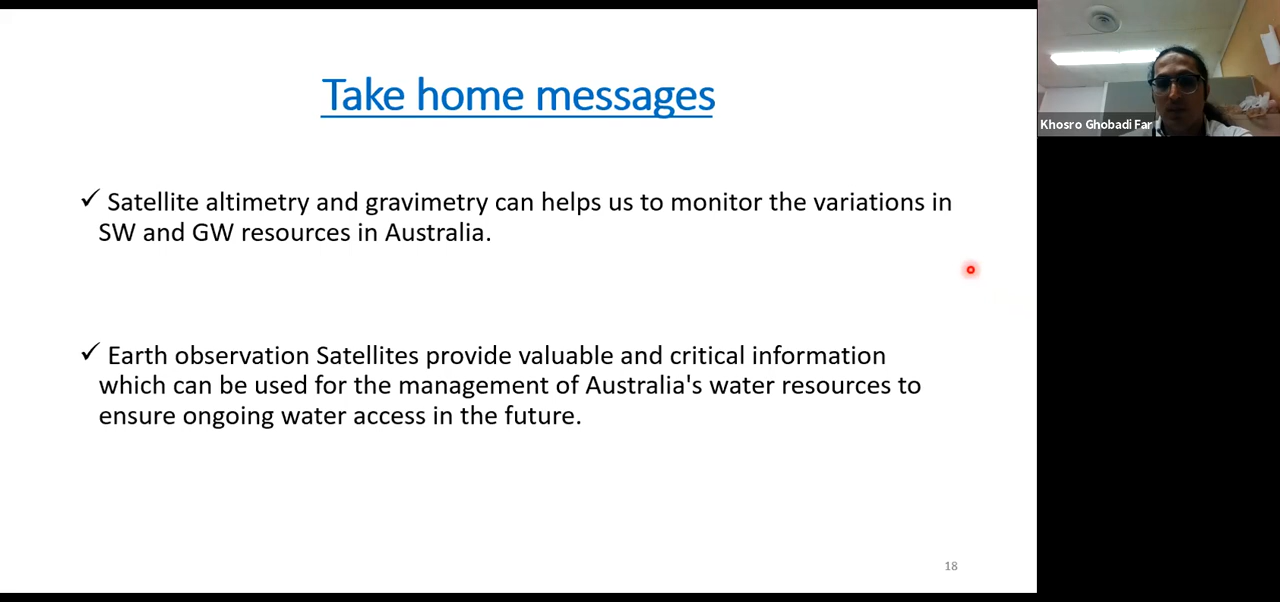 Take home messages
✓ Satellite altimetry and gravimetry can helps us to monitor the variations in
SW and GW resources in Australia.
✓ Earth observation Satellites provide valuable and critical information
which can be used for the management of Australia's water resources to
ensure ongoing water access in the future.
18
Khosro Ghobadi Far